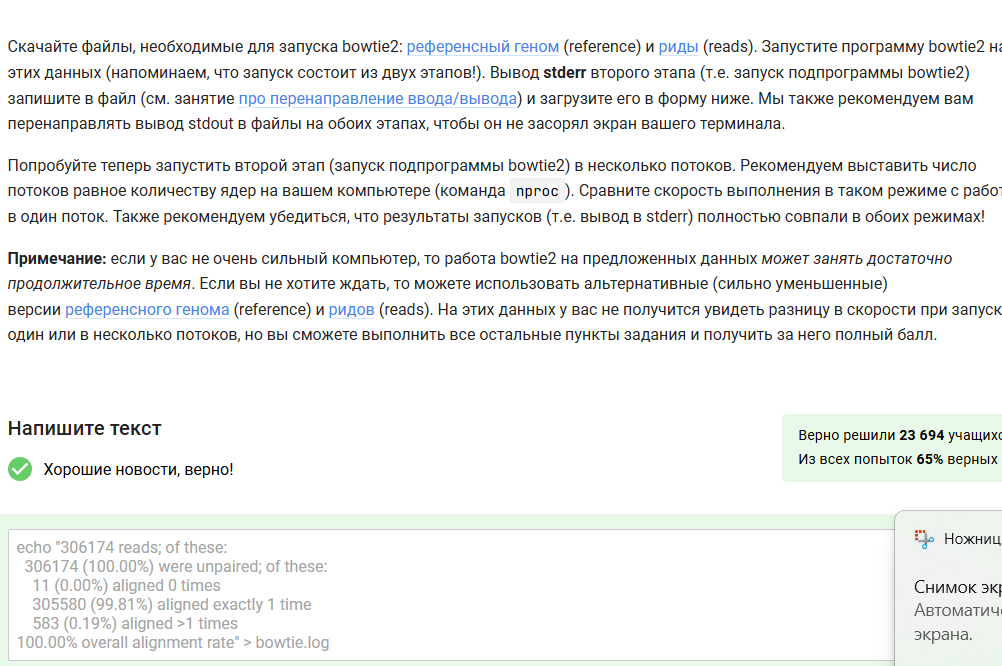 Скачайте файлы, необходимые для запуска bowtie2: референсный геном (reference) и риды (reads). Запустите программу bowtie2 на
этих данных (напоминаем, что запуск состоит из двух этапов!). Вывод stderr второго этапа (т.е. запуск подпрограммы bowtie2)
запишите в файл (см. занятие про перенаправление ввода/вывода) и загрузите его в форму ниже. Мы также рекомендуем вам
перенаправлять вывод stdout в файлы на обоих этапах, чтобы он не засорял экран вашего терминала.
Попробуйте теперь запустить второй этап (запуск подпрограммы bowtie2) в несколько потоков. Рекомендуем выставить число
потоков равное количеству ядер на вашем компьютере (команда nproc ). Сравните скорость выполнения в таком режиме с работ
в один поток. Также рекомендуем убедиться, что результаты запусков (т.е. вывод в stderr) полностью совпали в обоих режимах!
Примечание: если у вас не очень сильный компьютер, то работа bowtie2 на предложенных данных может занять достаточно
продолжительное время. Если вы не хотите ждать, то можете использовать альтернативные (сильно уменьшенные)
версии референсного генома (reference) и ридов (reads). На этих данных у вас не получится увидеть разницу в скорости при запуск
один или в несколько потоков, но вы сможете выполнить все остальные пункты задания и получить за него полный балл.
Напишите текст
Хорошие новости, верно!
Верно решили 23 694 учащихс
Из всех попыток 65% верных
echo "306174 reads; of these:
306174 (100.00%) were unpaired; of these:
11 (0.00%) aligned 0 times
305580 (99.81%) aligned exactly 1 time
583 (0.19%) aligned >1 times
100.00% overall alignment rate" > bowtie.log
Ножниц
Снимок экр
Автоматиче
экрана.